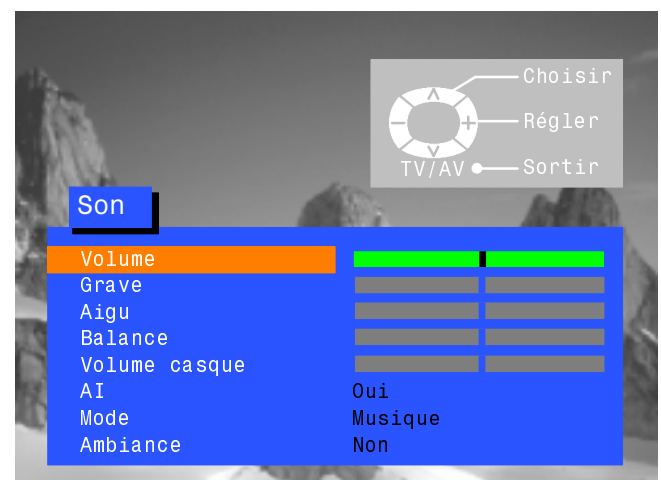 Choisir
Régler
TV/AV Sortir
Son
Volume
Grave
Aigu
Balance
Volume casque
AI Oui
Mode Musique
Ambiance Non